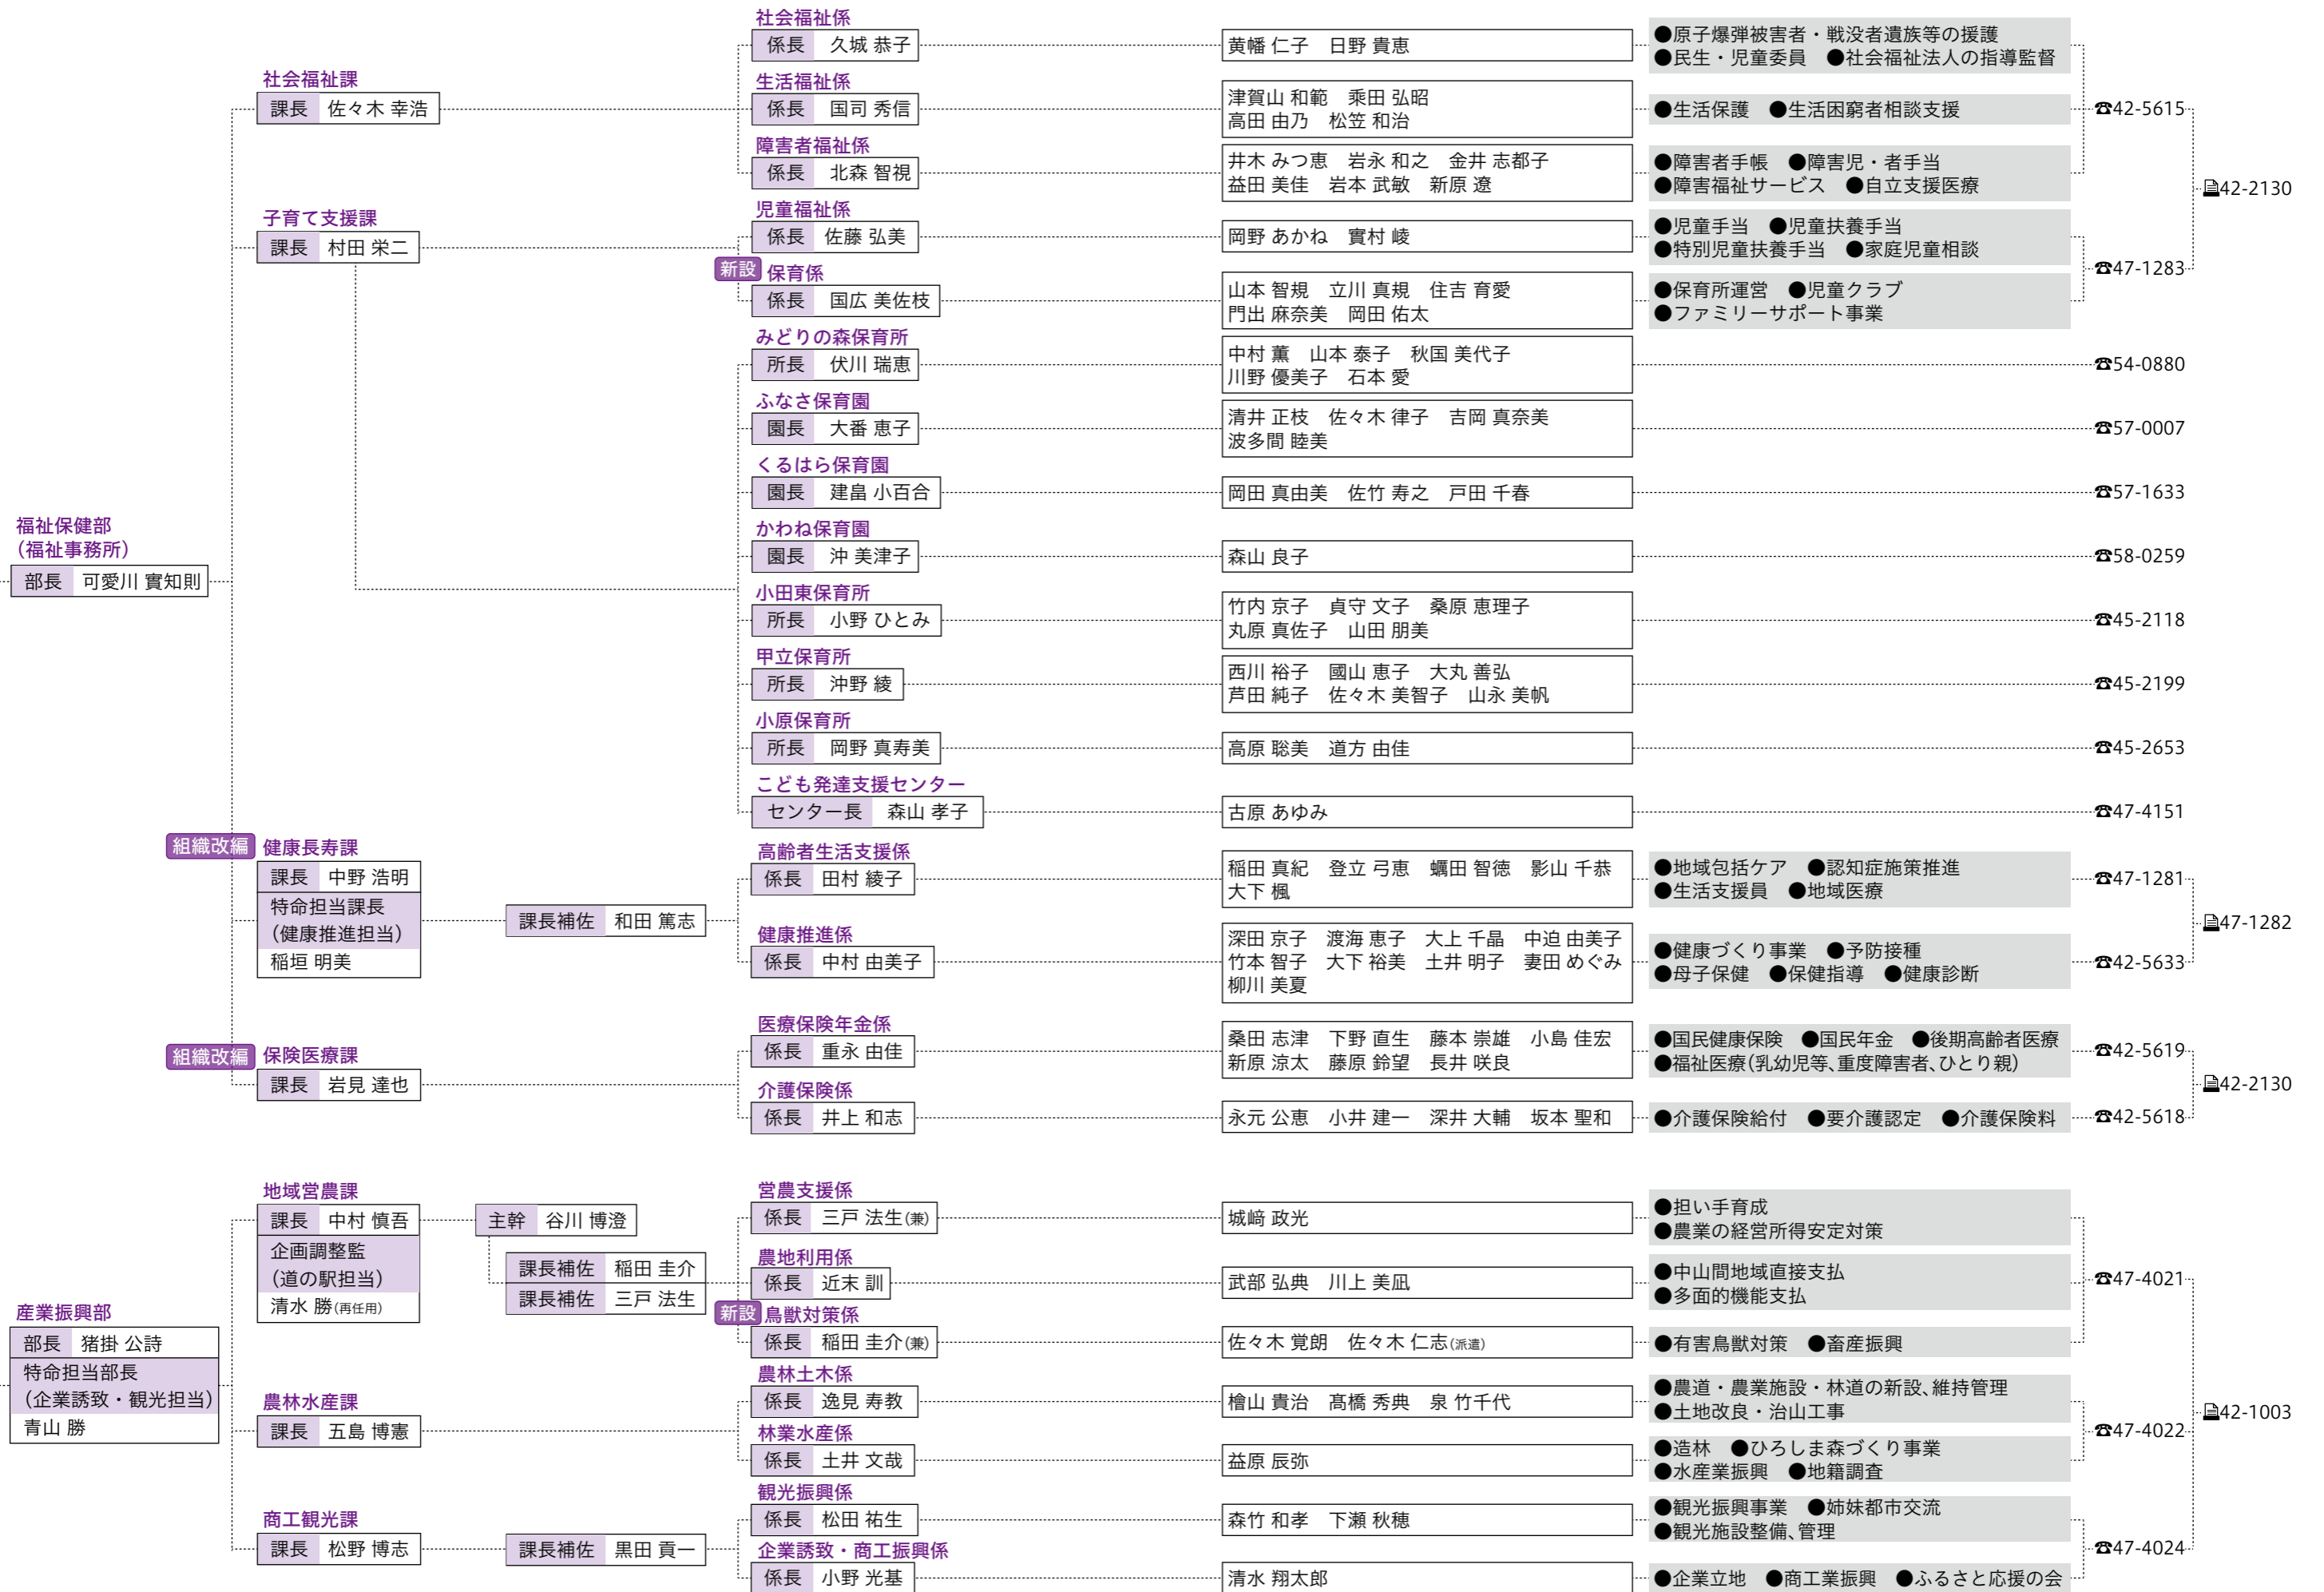 福祉保健部
（福祉事務所）
部長 可愛川 實知則
社会福祉課
課長 佐々木 幸浩
社会福祉係
係長 久城 恭子
黄幡 仁子 日野 貴恵
●原子爆弾被害者・戦没者遺族等の援護
●民生・児童委員 ●社会福祉法人の指導監督
生活福祉係
係長 国司 秀信
津賀山 和範 乘田 弘昭
高田 由乃 松笠 和治
●生活保護 ●生活困窮者相談支援
☎42-5615
障害者福祉係
係長 北森 智視
井木 みつ恵 岩永 和之 金井 志都子
益田 美佳 岩本 武敏 新原 遼
●障害者手帳 ●障害児・者手当
●障害福祉サービス ●自立支援医療
42-2130
子育て支援課
課長 村田 栄二
児童福祉係
係長 佐藤 弘美
岡野 あかね 實村 崚
●児童手当 ●児童扶養手当
●特別児童扶養手当 ●家庭児童相談
☎47-1283
新設 保育係
係長 国広 美佐枝
山本 智規 立川 真規 住吉 育愛
門出 麻奈美 岡田 佑太
●保育所運営 ●児童クラブ
●ファミリーサポート事業
みどりの森保育所
所長 伏川 瑞恵
中村 薫 山本 泰子 秋国 美代子
川野 優美子 石本 愛
☎54-0880
ふなさ保育園
園長 大番 恵子
清井 正枝 佐々木 律子 吉岡 真奈美
波多間 睦美
☎57-0007
くるはら保育園
園長 建畠 小百合
岡田 真由美 佐竹 寿之 戸田 千春
☎57-1633
かわね保育園
園長 沖 美津子
森山 良子
☎58-0259
小田東保育所
所長 小野 ひとみ
竹内 京子 貞守 文子 桑原 恵理子
丸原 真佐子 山田 朋美
☎45-2118
甲立保育所
所長 沖野 綾
西川 裕子 國山 恵子 大丸 善弘
芦田 純子 佐々木 美智子 山永 美帆
☎45-2199
小原保育所
所長 岡野 真寿美
高原 聡美 道方 由佳
☎45-2653
こども発達支援センター
センター長 森山 孝子
古原 あゆみ
☎47-4151
組織改編 健康長寿課
課長 中野 浩明
特命担当課長
（健康推進担当）
稲垣 明美
課長補佐 和田 篤志
高齢者生活支援係
係長 田村 綾子
稲田 真紀 登立 弓恵 蠣田 智徳 影山 千恭
大下 楓
●地域包括ケア ●認知症施策推進
●生活支援員 ●地域医療
☎47-1281
健康推進係
係長 中村 由美子
深田 京子 渡海 恵子 大上 千晶 中迫 由美子
竹本 智子 大下 裕美 土井 明子 妻田 めぐみ
柳川 美夏
●健康づくり事業 ●予防接種
●母子保健 ●保健指導 ●健康診断
☎42-5633
47-1282
組織改編 保険医療課
課長 岩見 達也
医療保険年金係
係長 重永 由佳
桑田 志津 下野 直生 藤本 崇雄 小島 佳宏
新原 涼太 藤原 鈴望 長井 咲良
●国民健康保険 ●国民年金 ●後期高齢者医療
●福祉医療（乳幼児等、重度障害者、ひとり親）
☎42-5619
介護保険係
係長 井上 和志
永元 公恵 小井 建一 深井 大輔 坂本 聖和
●介護保険給付 ●要介護認定 ●介護保険料
☎42-5618
42-2130
産業振興部
部長 猪掛 公詩
特命担当部長
（企業誘致・観光担当）
青山 勝
地域営農課
課長 中村 慎吾
企画調整監
（道の駅担当）
清水 勝(再任用)
主幹 谷川 博澄
課長補佐 稲田 圭介
課長補佐 三戸 法生
営農支援係
係長 三戸 法生(兼)
城﨑 政光
●担い手育成
●農業の経営所得安定対策
農地利用係
係長 近末 訓
武部 弘典 川上 美凪
●中山間地域直接支払
●多面的機能支払
☎47-4021
新設 鳥獣対策係
係長 稲田 圭介(兼)
佐々木 覚朗 佐々木 仁志(派遣)
●有害鳥獣対策 ●畜産振興
農林水産課
課長 五島 博憲
農林土木係
係長 逸見 寿教
檜山 貴治 髙橋 秀典 泉 竹千代
●農道・農業施設・林道の新設、維持管理
●土地改良・治山工事
☎47-4022
林業水産係
係長 土井 文哉
益原 辰弥
●造林 ●ひろしま森づくり事業
●水産業振興 ●地籍調査
42-1003
商工観光課
課長 松野 博志
課長補佐 黒田 貢一
観光振興係
係長 松田 祐生
森竹 和孝 下瀬 秋穂
●観光振興事業 ●姉妹都市交流
●観光施設整備、管理
☎47-4024
企業誘致・商工振興係
係長 小野 光基
清水 翔太郎
●企業立地 ●商工業振興 ●ふるさと応援の会